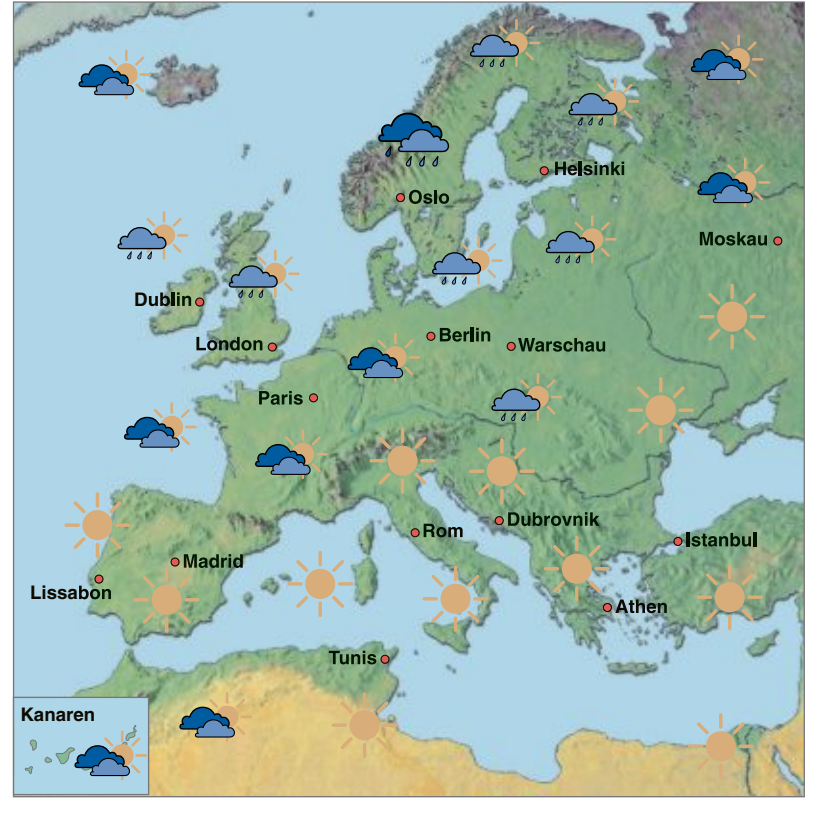 Helsinki
Oslo
Moskau
Dublin
London
Berlin
Warschau
Paris
Rom
Dubrovnik
Istanbul
Madrid
Lissabon
Athen
Tunis
Kanaren